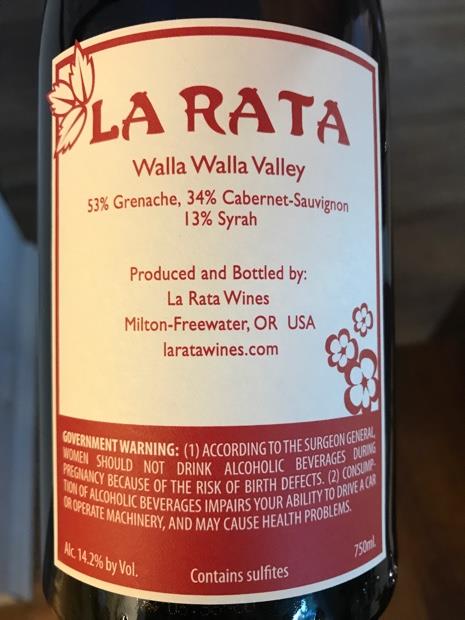 LA RATA
Walla Walla Valley
53% Grenache, 34% Cabernet-Sauvignon
13% Syrah
Produced and Bottled by:
La Rata Wines
Milton-Freewater, OR USA
laratawines.com
GOVERNMENT WARNING: (1) ACCORDING TO THE SURGEON GENERAL,
WOMEN SHOULD NOT DRINK ALCOHOLIC BEVERAGES DURING
PREGNANCY BECAUSE OF THE RISK OF BIRTH DEFECTS. (2) CONSUMP-
TION OF ALCOHOLIC BEVERAGES IMPAIRS YOUR ABILITY TO DRIVE A CAR
OR OPERATE MACHINERY, AND MAY CAUSE HEALTH PROBLEMS.
Alc. 14.2% by Vol.
Contains sulfites
750ml.